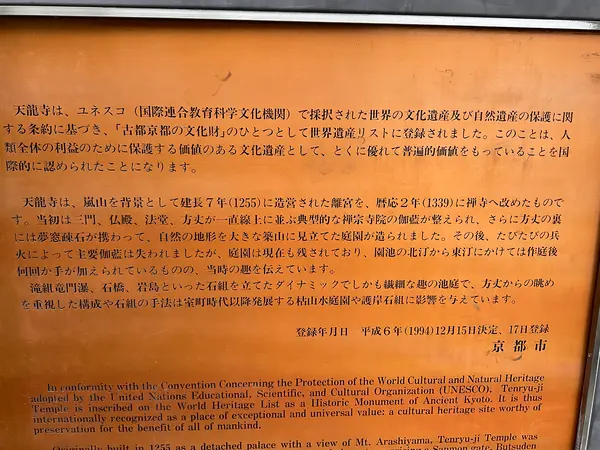 天龍寺は、ユネスコ（国際連合教育科学文化機関）で採択された世界の文化遺産及び自然遺産の保護に関
する条約に基づき、「古都京都の文化財」のひとつとして世界遺産リストに登録されました。このことは、人
類全体の利益のために保護する価値のある文化遺産として、とくに優れて普遍的価値をもっていることを国
際的に認められたことになります。
天龍寺は、嵐山を背景として建長７年(1255)に造営された離宮を、暦応２年(1339)に禅寺へ改めたもので
す。当初は三門、仏殿、法堂、方丈が一直線上に並ぶ典型的な禅宗寺院の伽藍が整えられ、さらに方丈の裏
には夢窓疎石が携わって、自然の地形を大きな築山に見立てた庭園が造られました。その後、たびたびの兵
火によって主要伽藍は失われましたが、庭園は現在も残されており、園池の北汀から東汀にかけては作庭後
何回か手が加えられているものの、当時の趣を伝えています。
滝組竜門瀑、石橋、岩島といった石組を立てたダイナミックでしかも繊細な趣の池庭で、方丈からの眺め
を重視した構成や石組の手法は室町時代以降発展する枯山水庭園や護岸石組に影響を与えています。
登録年月日　平成６年(1994)12月15日決定、17日登録
京都市
In conformity with the Convention Concerning the Protection of the World Cultural and Natural Heritage
adopted by the United Nations Educational, Scientific, and Cultural Organization (UNESCO), Tenryu-ji
Temple is inscribed on the World Heritage List as a Historic Monument of Ancient Kyoto. It is thus
internationally recognized as a place of exceptional and universal value: a cultural heritage site worthy of
preservation for the benefit of all of mankind.
Originally built in 1255 as a detached palace with a view of Mt. Arashiyama, Tenryu-ji Temple was
Sanmon gate, Butsuden